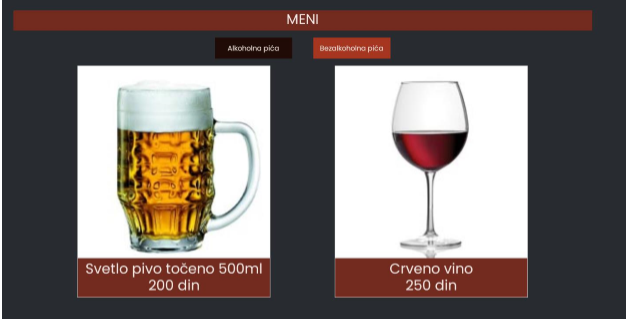 MENI
Alkoholna pića
Bezalkoholna pića
Svetlo pivo točeno 500ml
200 din
Crveno vino
250 din